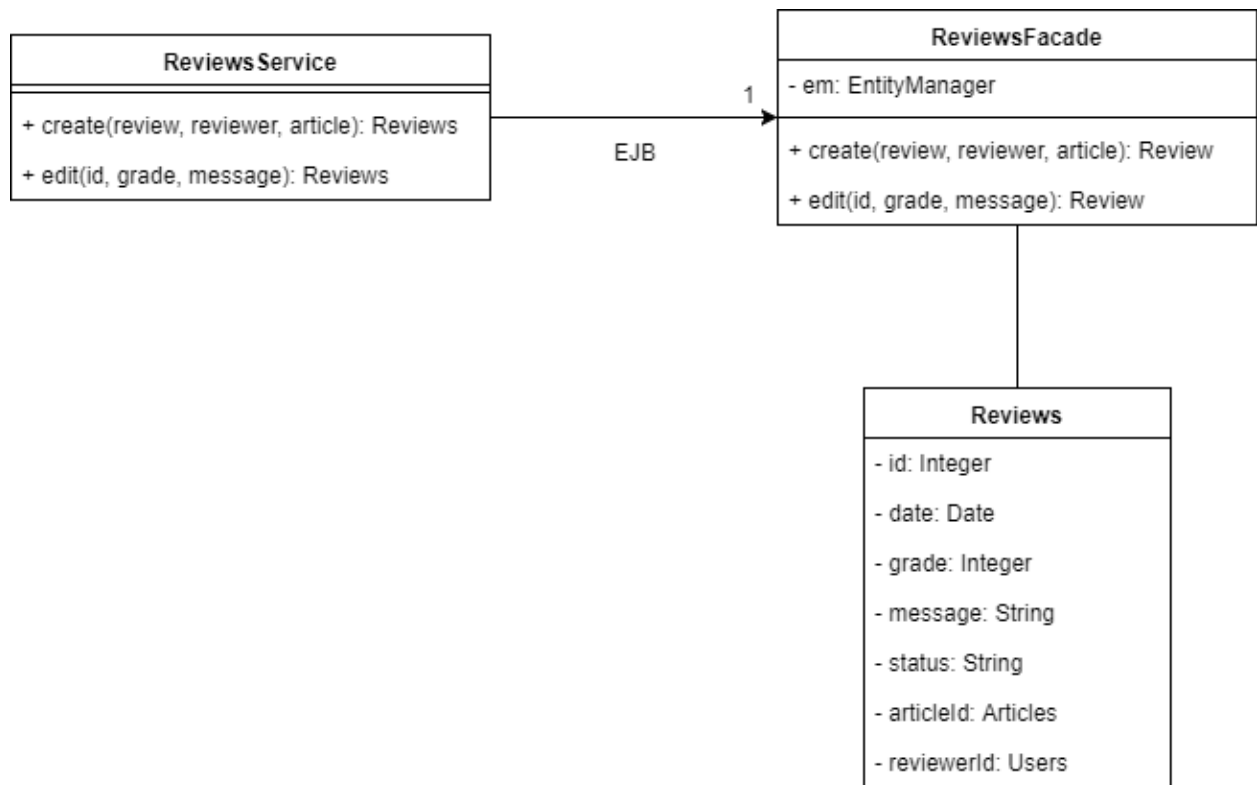 ReviewsService
+ create(review, reviewer, article): Reviews
+ edit(id, grade, message): Reviews
1
EJB
ReviewsFacade
- em: EntityManager
+ create(review, reviewer, article): Review
+ edit(id, grade, message): Review
Reviews
- id: Integer
- date: Date
- grade: Integer
- message: String
- status: String
- articleId: Articles
- reviewerId: Users